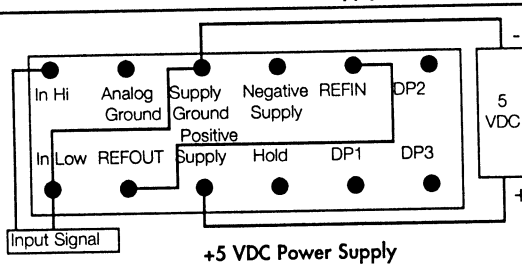 -
In Hi Analog Supply Negative REFIN DP2
Ground Ground Supply
5
VDC
Positive
In Low REFOUT Supply Hold DP1 DP3
+
Input Signal
+5 VDC Power Supply